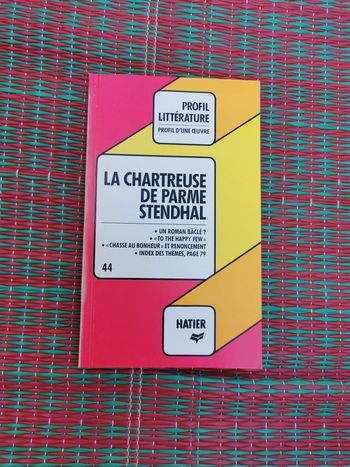 PROFIL
LITTÉRATURE
PROFIL D'UNE ŒUVRE
LA CHARTREUSE
DE PARME
STENDHAL
• UN ROMAN BÂCLÉ ?
• « TO THE HAPPY FEW »
• « CHASSE AU BONHEUR » ET RENONCEMENT
• INDEX DES THÈMES, PAGE 79
44
HATIER